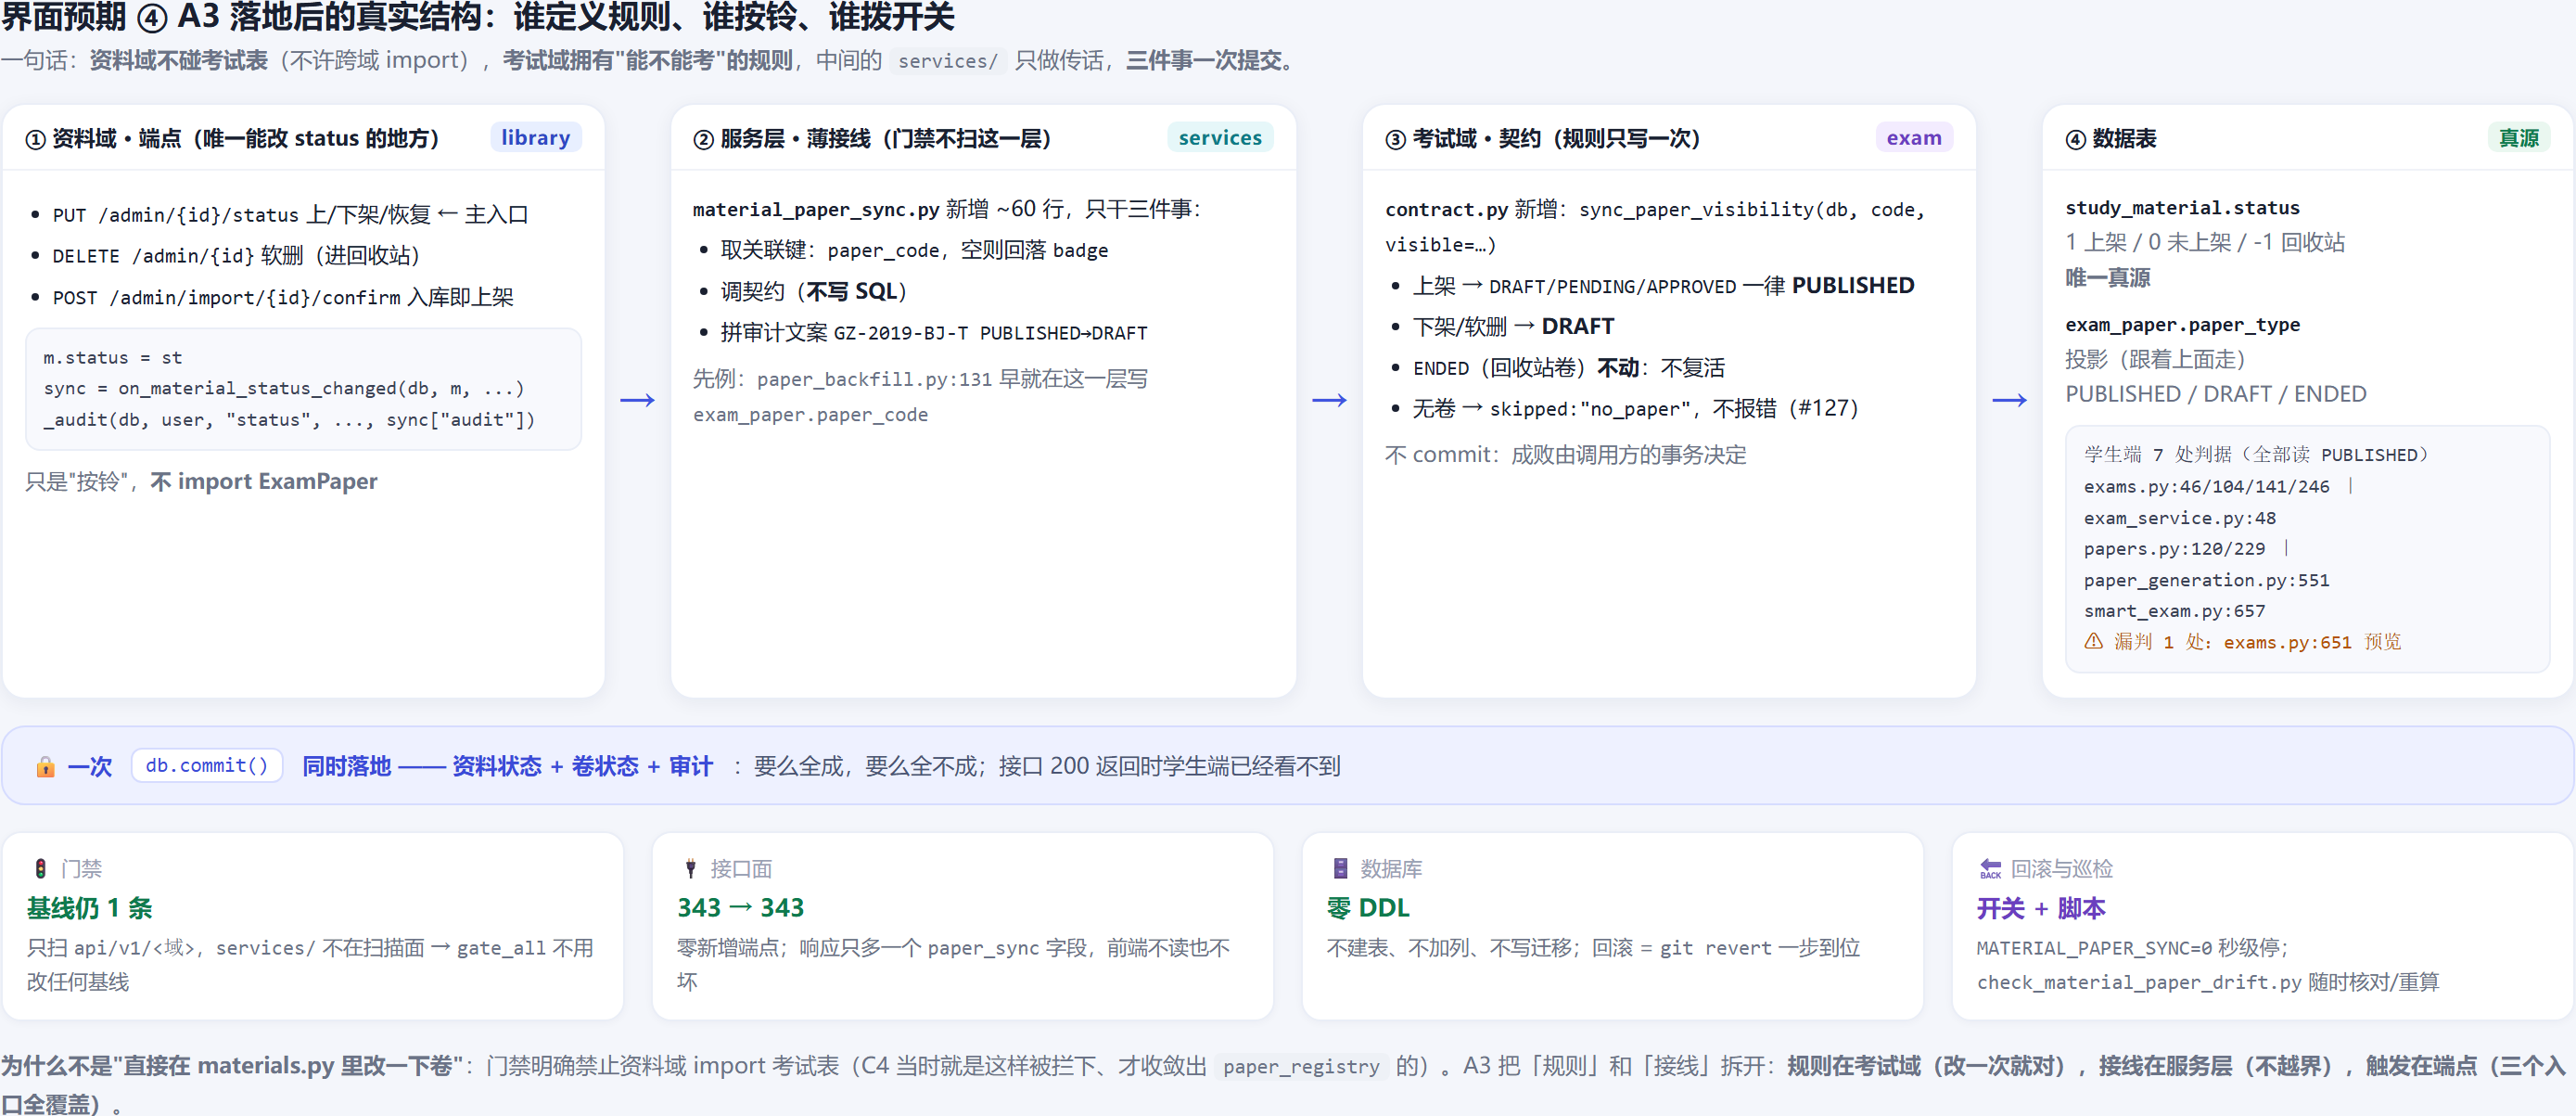 界面预期 ④ A3 落地后的真实结构：谁定义规则、谁按铃、谁拨开关
一句话：资料域不碰考试表（不许跨域 import），考试域拥有"能不能考"的规则，中间的 services/ 只做传话，三件事一次提交。
① 资料域 · 端点（唯一能改 status 的地方） library
PUT /admin/{id}/status 上/下架/恢复 ← 主入口
DELETE /admin/{id} 软删（进回收站）
POST /admin/import/{id}/confirm 入库即上架
m.status = st
sync = on_material_status_changed(db, m, ...)
_audit(db, user, "status", ..., sync["audit"])
只是"按铃"，不 import ExamPaper
→
② 服务层 · 薄接线（门禁不扫这一层） services
material_paper_sync.py 新增 ~60 行，只干三件事：
取关联键：paper_code，空则回落 badge
调契约（不写 SQL）
拼审计文案 GZ-2019-BJ-T PUBLISHED→DRAFT
先例：paper_backfill.py:131 早就在这一层写
exam_paper.paper_code
→
③ 考试域 · 契约（规则只写一次） exam
contract.py 新增：sync_paper_visibility(db, code,
visible=…)
上架 → DRAFT/PENDING/APPROVED 一律 PUBLISHED
下架/软删 → DRAFT
ENDED（回收站卷）不动：不复活
无卷 → skipped:"no_paper"，不报错（#127）
不 commit：成败由调用方的事务决定
→
④ 数据表 真源
study_material.status
1 上架 / 0 未上架 / -1 回收站
唯一真源
exam_paper.paper_type
投影（跟着上面走）
PUBLISHED / DRAFT / ENDED
学生端 7 处判据（全部读 PUBLISHED）
exams.py:46/104/141/246 ｜
exam_service.py:48
papers.py:120/229 ｜
paper_generation.py:551
smart_exam.py:657
⚠ 漏判 1 处：exams.py:651 预览
🔒 一次 db.commit() 同时落地 —— 资料状态 + 卷状态 + 审计 ：要么全成，要么全不成；接口 200 返回时学生端已经看不到
🚦 门禁
基线仍 1 条
只扫 api/v1/<域>，services/ 不在扫描面 → gate_all 不用
改任何基线
🔌 接口面
343 → 343
零新增端点；响应只多一个 paper_sync 字段，前端不读也不
坏
🗄 数据库
零 DDL
不建表、不加列、不写迁移；回滚 = git revert 一步到位
🔙 回滚与巡检
开关 + 脚本
MATERIAL_PAPER_SYNC=0 秒级停；
check_material_paper_drift.py 随时核对/重算
为什么不是"直接在 materials.py 里改一下卷"：门禁明确禁止资料域 import 考试表（C4 当时就是这样被拦下、才收敛出 paper_registry 的）。A3 把「规则」和「接线」拆开：规则在考试域（改一次就对），接线在服务层（不越界），触发在端点（三个入
口全覆盖）。